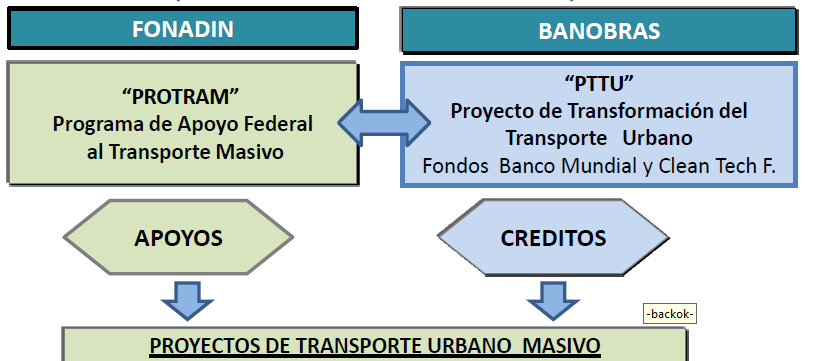 FONADIN
BANOBRAS
“PROTRAM”
Programa de Apoyo Federal
al Transporte Masivo
“PTTU”
Proyecto de Transformación del
Transporte Urbano
Fondos Banco Mundial y Clean Tech F.
APOYOS
CREDITOS
-backok-
PROYECTOS DE TRANSPORTE URBANO MASIVO